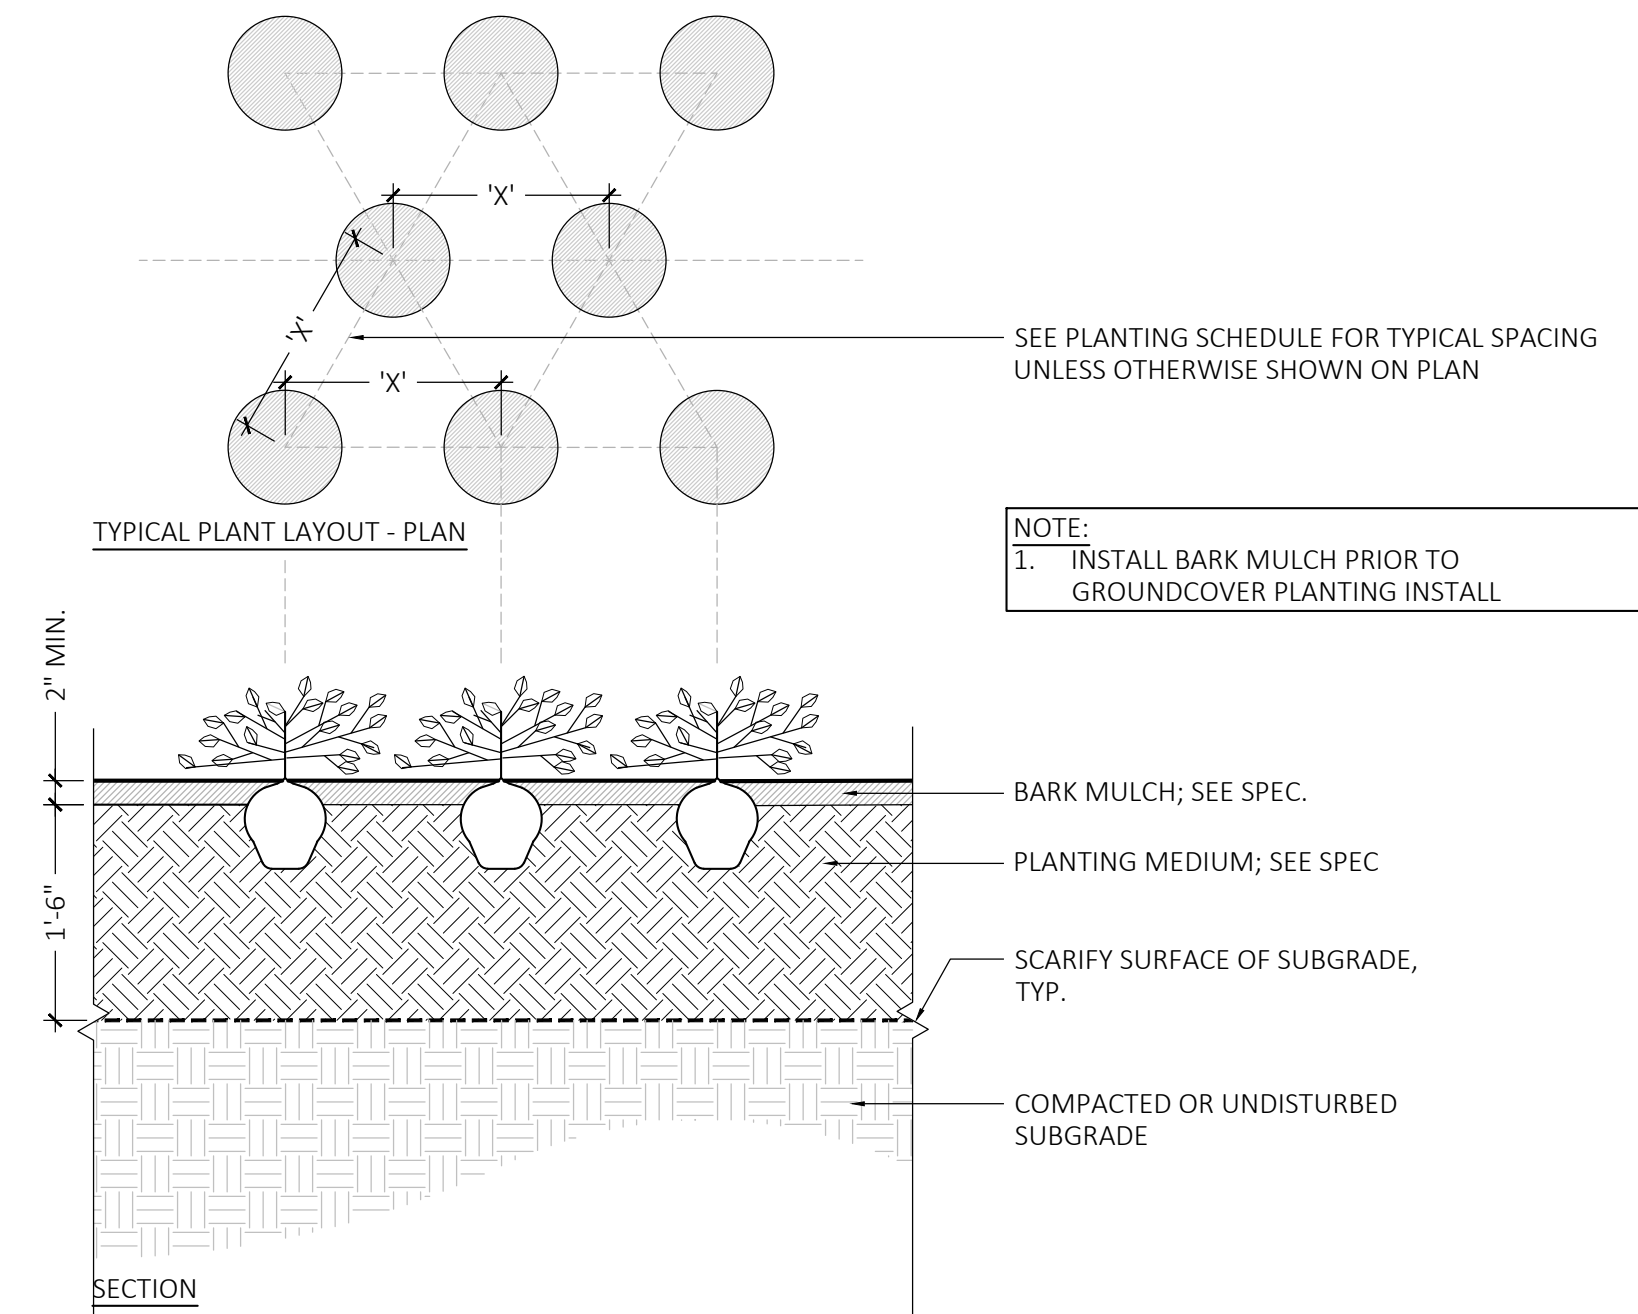 'X'
'X'
'X'
SEE PLANTING SCHEDULE FOR TYPICAL SPACING
UNLESS OTHERWISE SHOWN ON PLAN
TYPICAL PLANT LAYOUT - PLAN
NOTE:
1. INSTALL BARK MULCH PRIOR TO
GROUNDCOVER PLANTING INSTALL
2" MIN.
1'-6"
BARK MULCH; SEE SPEC.
PLANTING MEDIUM; SEE SPEC
SCARIFY SURFACE OF SUBGRADE,
TYP.
COMPACTED OR UNDISTURBED
SUBGRADE
SECTION